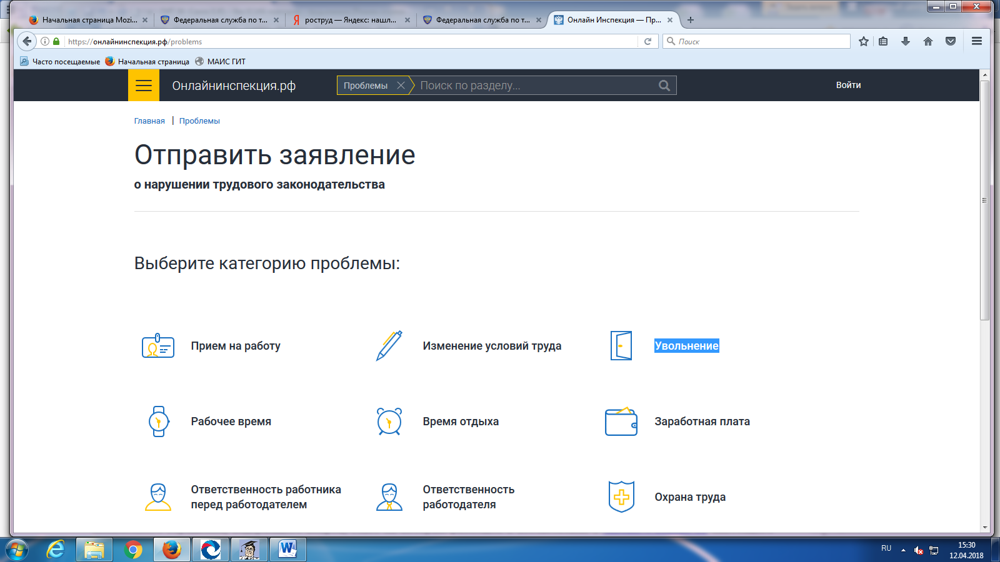 Начальная страница Mozi...
Федеральная служба по т...
роструд — Яндекс: нашл...
Федеральная служба по т...
Онлайн Инспекция — Пр...
https://онлайнинспекция.рф/problems
Поиск
Часто посещаемые
Начальная страница
МАИС ГИТ
Онлайнинспекция.рф
Проблемы
Поиск по разделу...
Войти
Главная | Проблемы
Отправить заявление
о нарушении трудового законодательства
Выберите категорию проблемы:
Прием на работу
Изменение условий труда
Увольнение
Рабочее время
Время отдыха
Заработная плата
Ответственность работника
перед работодателем
Ответственность
работодателя
Охрана труда
RU
15:30
12.04.2018